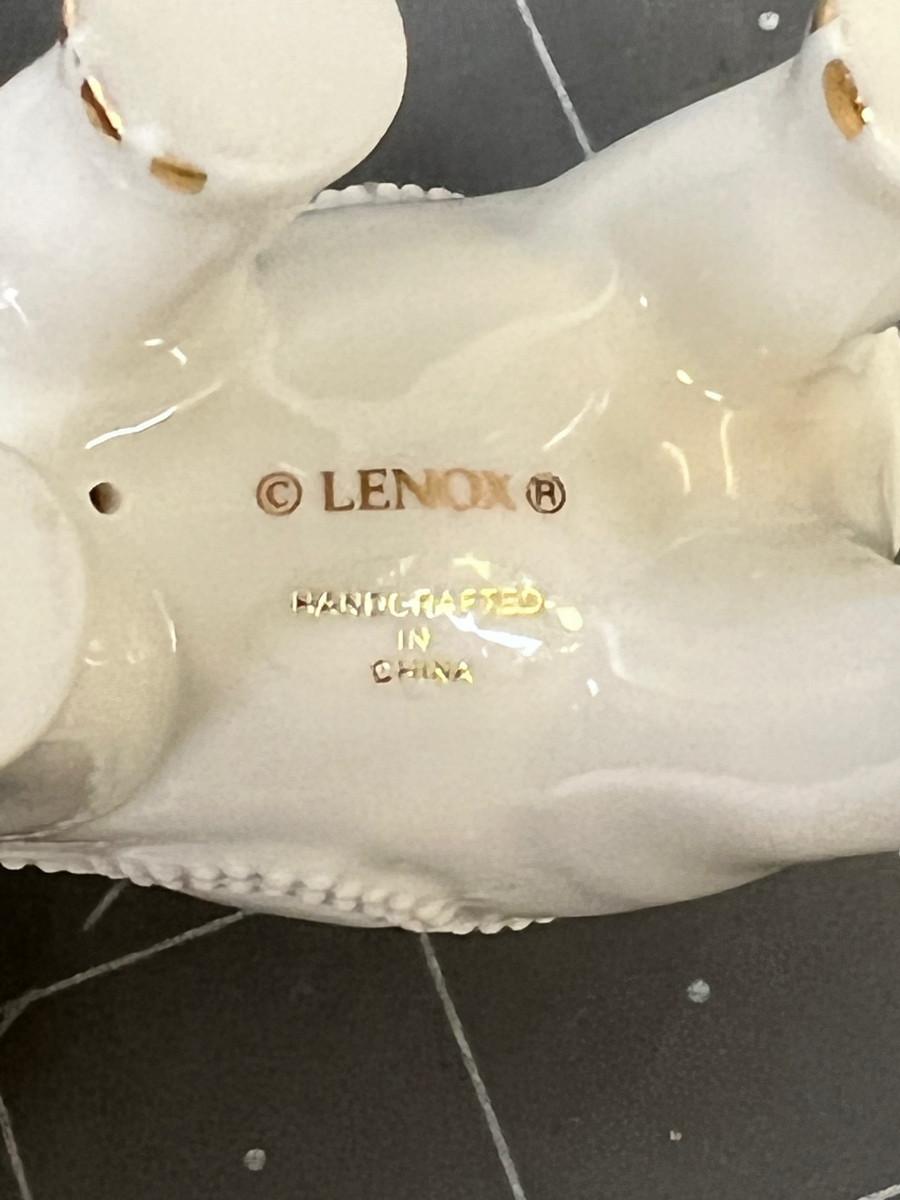 © LENOX ®
HANDCRAFTED
IN
CHINA